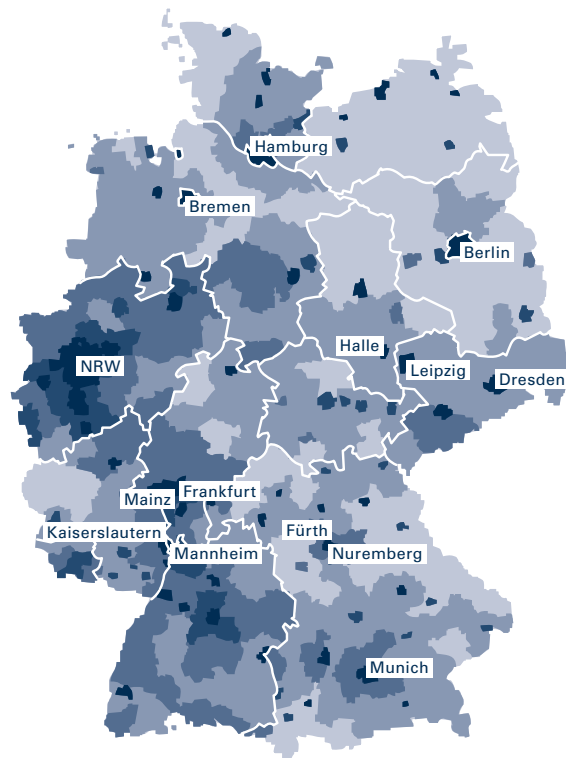 Hamburg
Bremen
Berlin
Halle
NRW
Leipzig
Dresden
Mainz
Frankfurt
Kaiserslautern
Fürth
Mannheim
Nuremberg
Munich